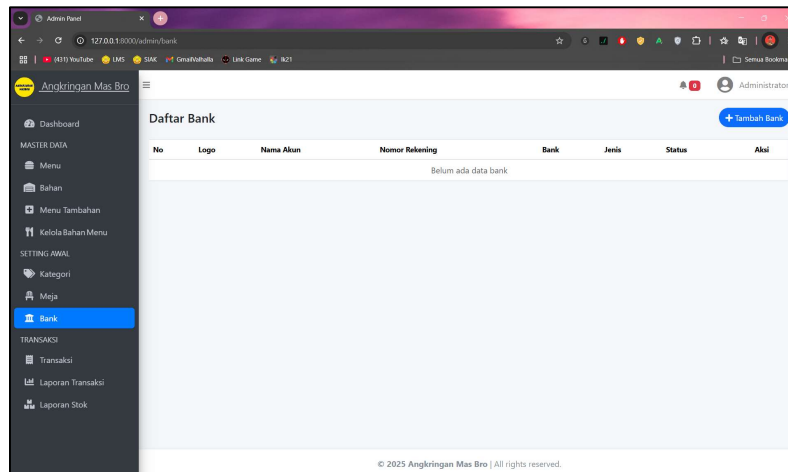 Admin Panel
127.0.0.1:8000/admin/bank
(431) YouTube LMS SIAK GmailValhalla Link Game lk21 Semua Bookma
Angkringan Mas Bro
0 Administrator
Dashboard
MASTER DATA
Menu
Bahan
Menu Tambahan
Kelola Bahan Menu
SETTING AWAL
Kategori
Meja
Bank
TRANSAKSI
Transaksi
Laporan Transaksi
Laporan Stok
Daftar Bank
+ Tambah Bank
No Logo Nama Akun Nomor Rekening Bank Jenis Status Aksi
Belum ada data bank
© 2025 Angkringan Mas Bro | All rights reserved.